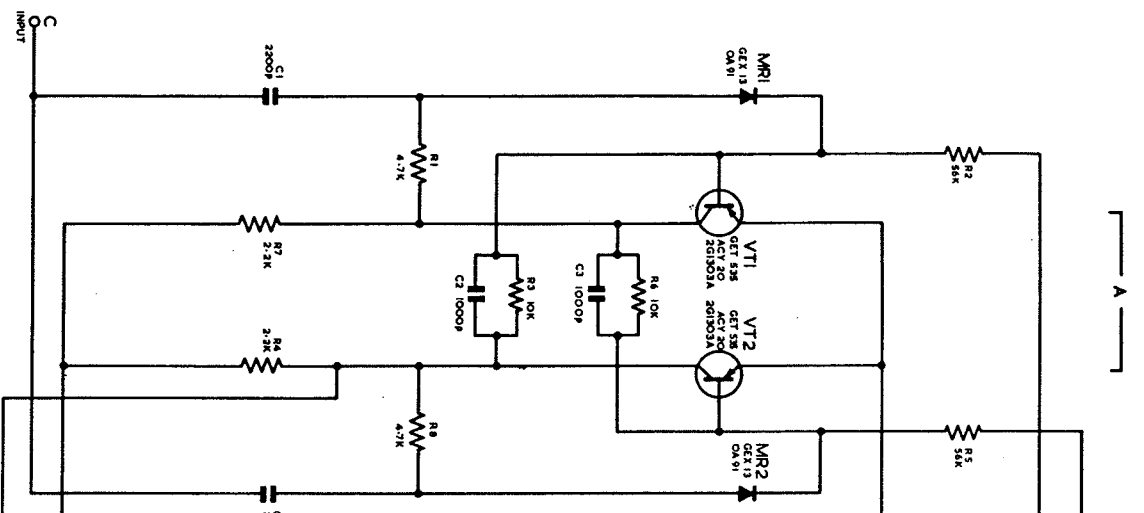 C
INPUT
C1
2200P
MR1
GEX 13
OA 91
R1
4·7K
R2
56K
R7
2·2K
VT1
GET 535
ACY 20
2G1303A
R3 10K
C2 1000P
R6 10K
C3 1000P
VT2
GET 535
ACY 20
2G1303A
A
R4
2·2K
R8
4·7K
MR2
GEX 13
OA 91
R5
56K